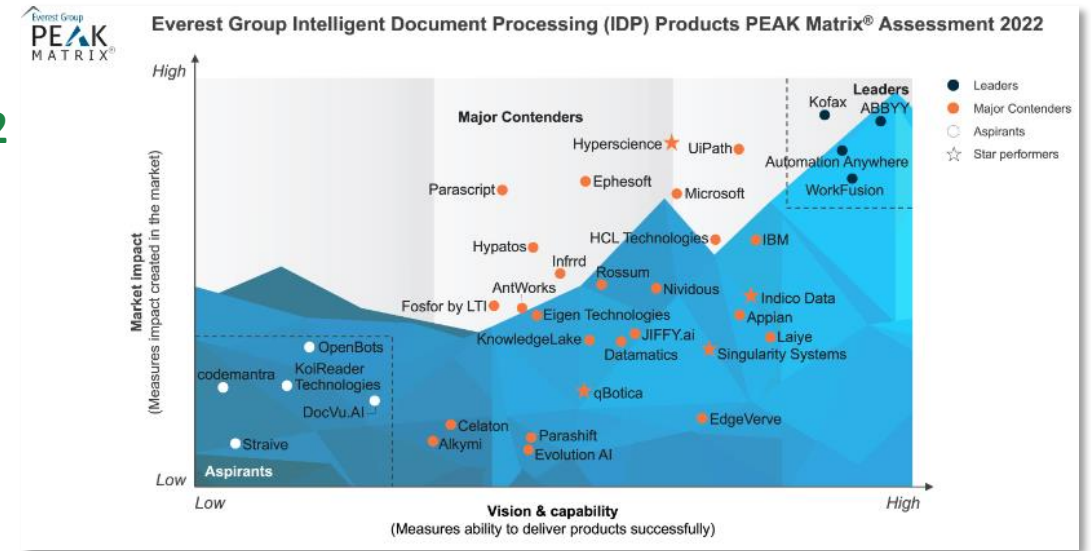 Everest Group
PEAK
MATRIX®
Everest Group Intelligent Document Processing (IDP) Products PEAK Matrix® Assessment 2022
2
High
Market impact
(Measures impact created in the market)
Low
Major Contenders
Leaders
Kofax
ABBYY
Automation Anywhere
WorkFusion
Hyperscience
UiPath
Parascript
Ephesoft
Microsoft
Hypatos
HCL Technologies
IBM
Infrrd
Rossum
AntWorks
Nividous
Indico Data
Fosfor by LTI
Eigen Technologies
Appian
KnowledgeLake
JIFFY.ai
Laiye
Datamatics
Singularity Systems
OpenBots
codemantra
KoiReader
Technologies
DocVu.AI
qBotica
EdgeVerve
Celaton
Straive
Alkymi
Parashift
Evolution AI
Aspirants
Low
High
Vision & capability
(Measures ability to deliver products successfully)
Leaders
Major Contenders
Aspirants
Star performers